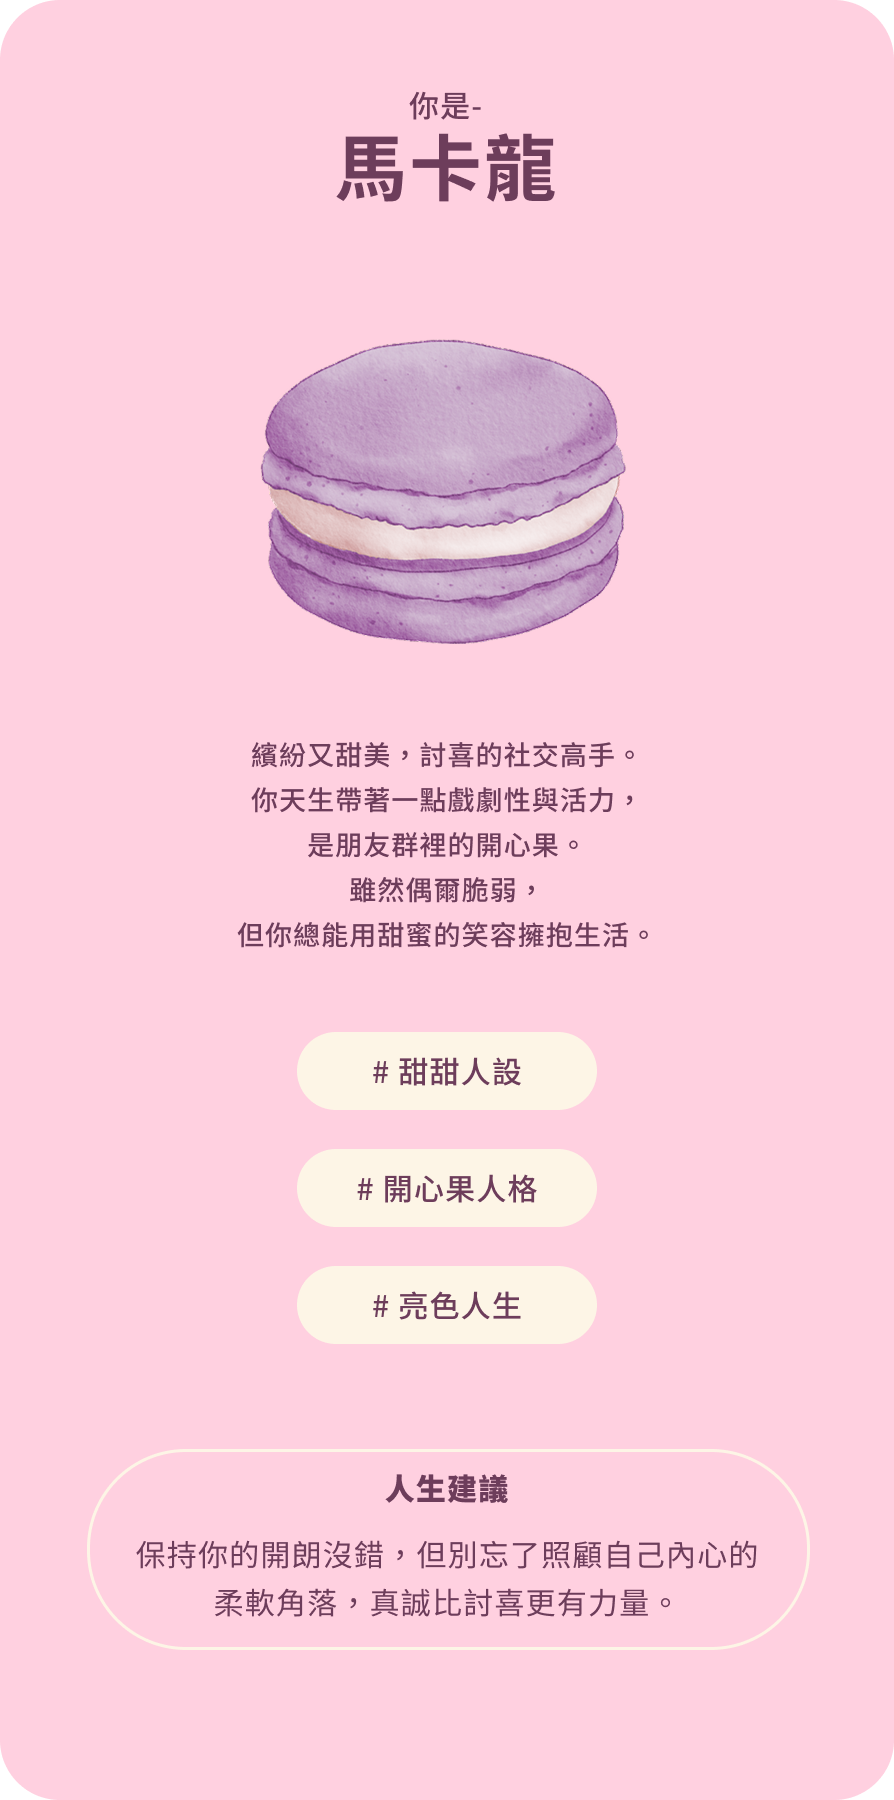 你是-
馬卡龍
繽紛又甜美，討喜的社交高手。
你天生帶著一點戲劇性與活力，
是朋友群裡的開心果。
雖然偶爾脆弱，
但你總能用甜蜜的笑容擁抱生活。
# 甜甜人設
# 開心果人格
# 亮色人生
人生建議
保持你的開朗沒錯，但別忘了照顧自己內心的
柔軟角落，真誠比討喜更有力量。